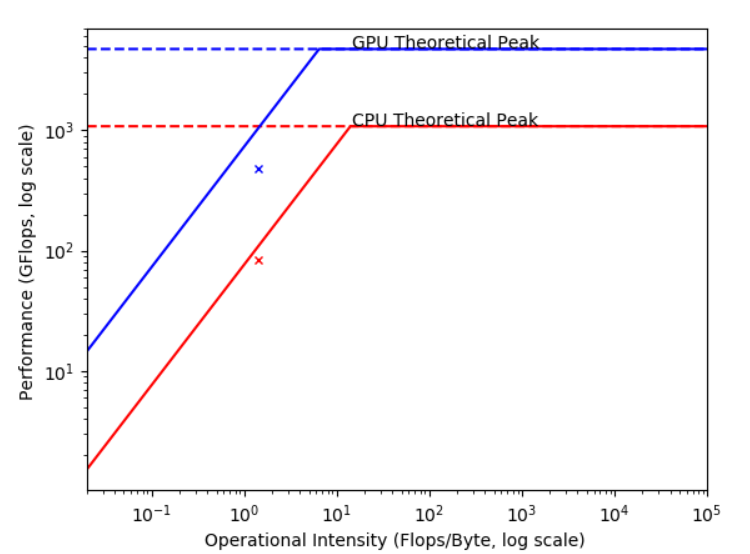 GPU Theoretical Peak
CPU Theoretical Peak
10^3
10^2
10^1
Performance (GFlops, log scale)
10^-1 10^0 10^1 10^2 10^3 10^4 10^5
Operational Intensity (Flops/Byte, log scale)